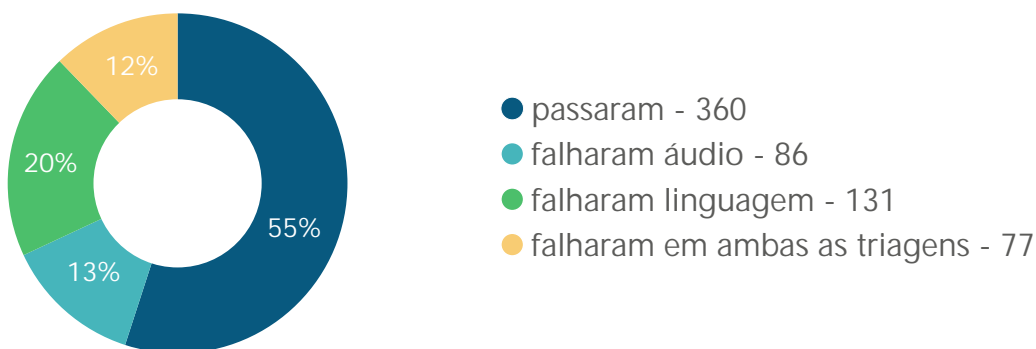 12%
20%
55%
13%
passaram - 360
falharam áudio - 86
falharam linguagem - 131
falharam em ambas as triagens - 77